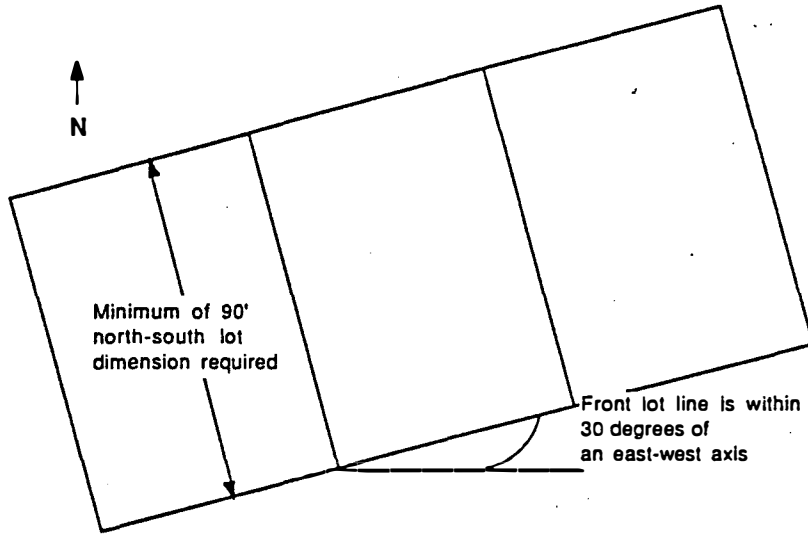 N
Minimum of 90'
north-south lot
dimension required
Front lot line is within
30 degrees of
an east-west axis